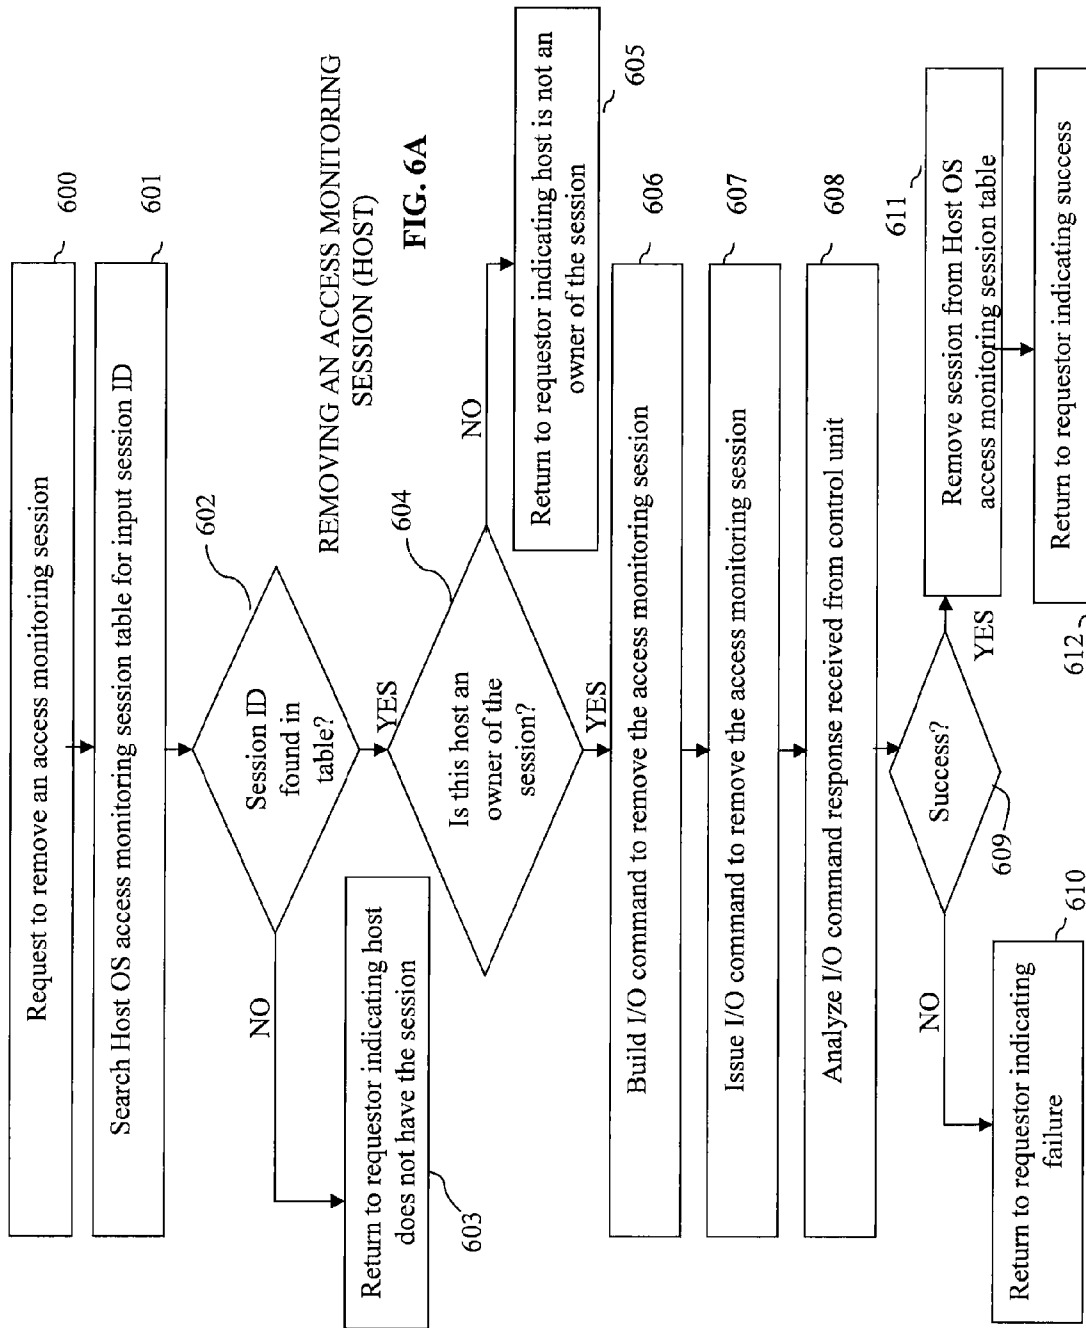 Request to remove an access monitoring session
600
Search Host OS access monitoring session table for input session ID
601
Session ID
found in
table?
602
NO
YES
Return to requestor indicating host
does not have the session
603
REMOVING AN ACCESS MONITORING
SESSION (HOST)
FIG. 6A
Is this host an
owner of the
session?
604
NO
YES
Return to requestor indicating host is not an
owner of the session
605
Build I/O command to remove the access monitoring session
606
Issue I/O command to remove the access monitoring session
607
Analyze I/O command response received from control unit
608
Success?
609
NO
YES
Return to requestor indicating
failure
610
Remove session from Host OS
access monitoring session table
611
Return to requestor indicating success
612